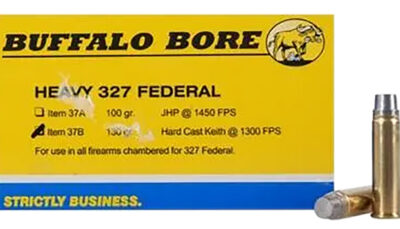 BUFFALO BORE
HEAVY 327 FEDERAL
Item 37A 100 gr. JHP @ 1450 FPS
Item 37B 130 gr. Hard Cast Keith @ 1300 FPS
For use in all firearms chambered for 327 Federal.
STRICTLY BUSINESS.